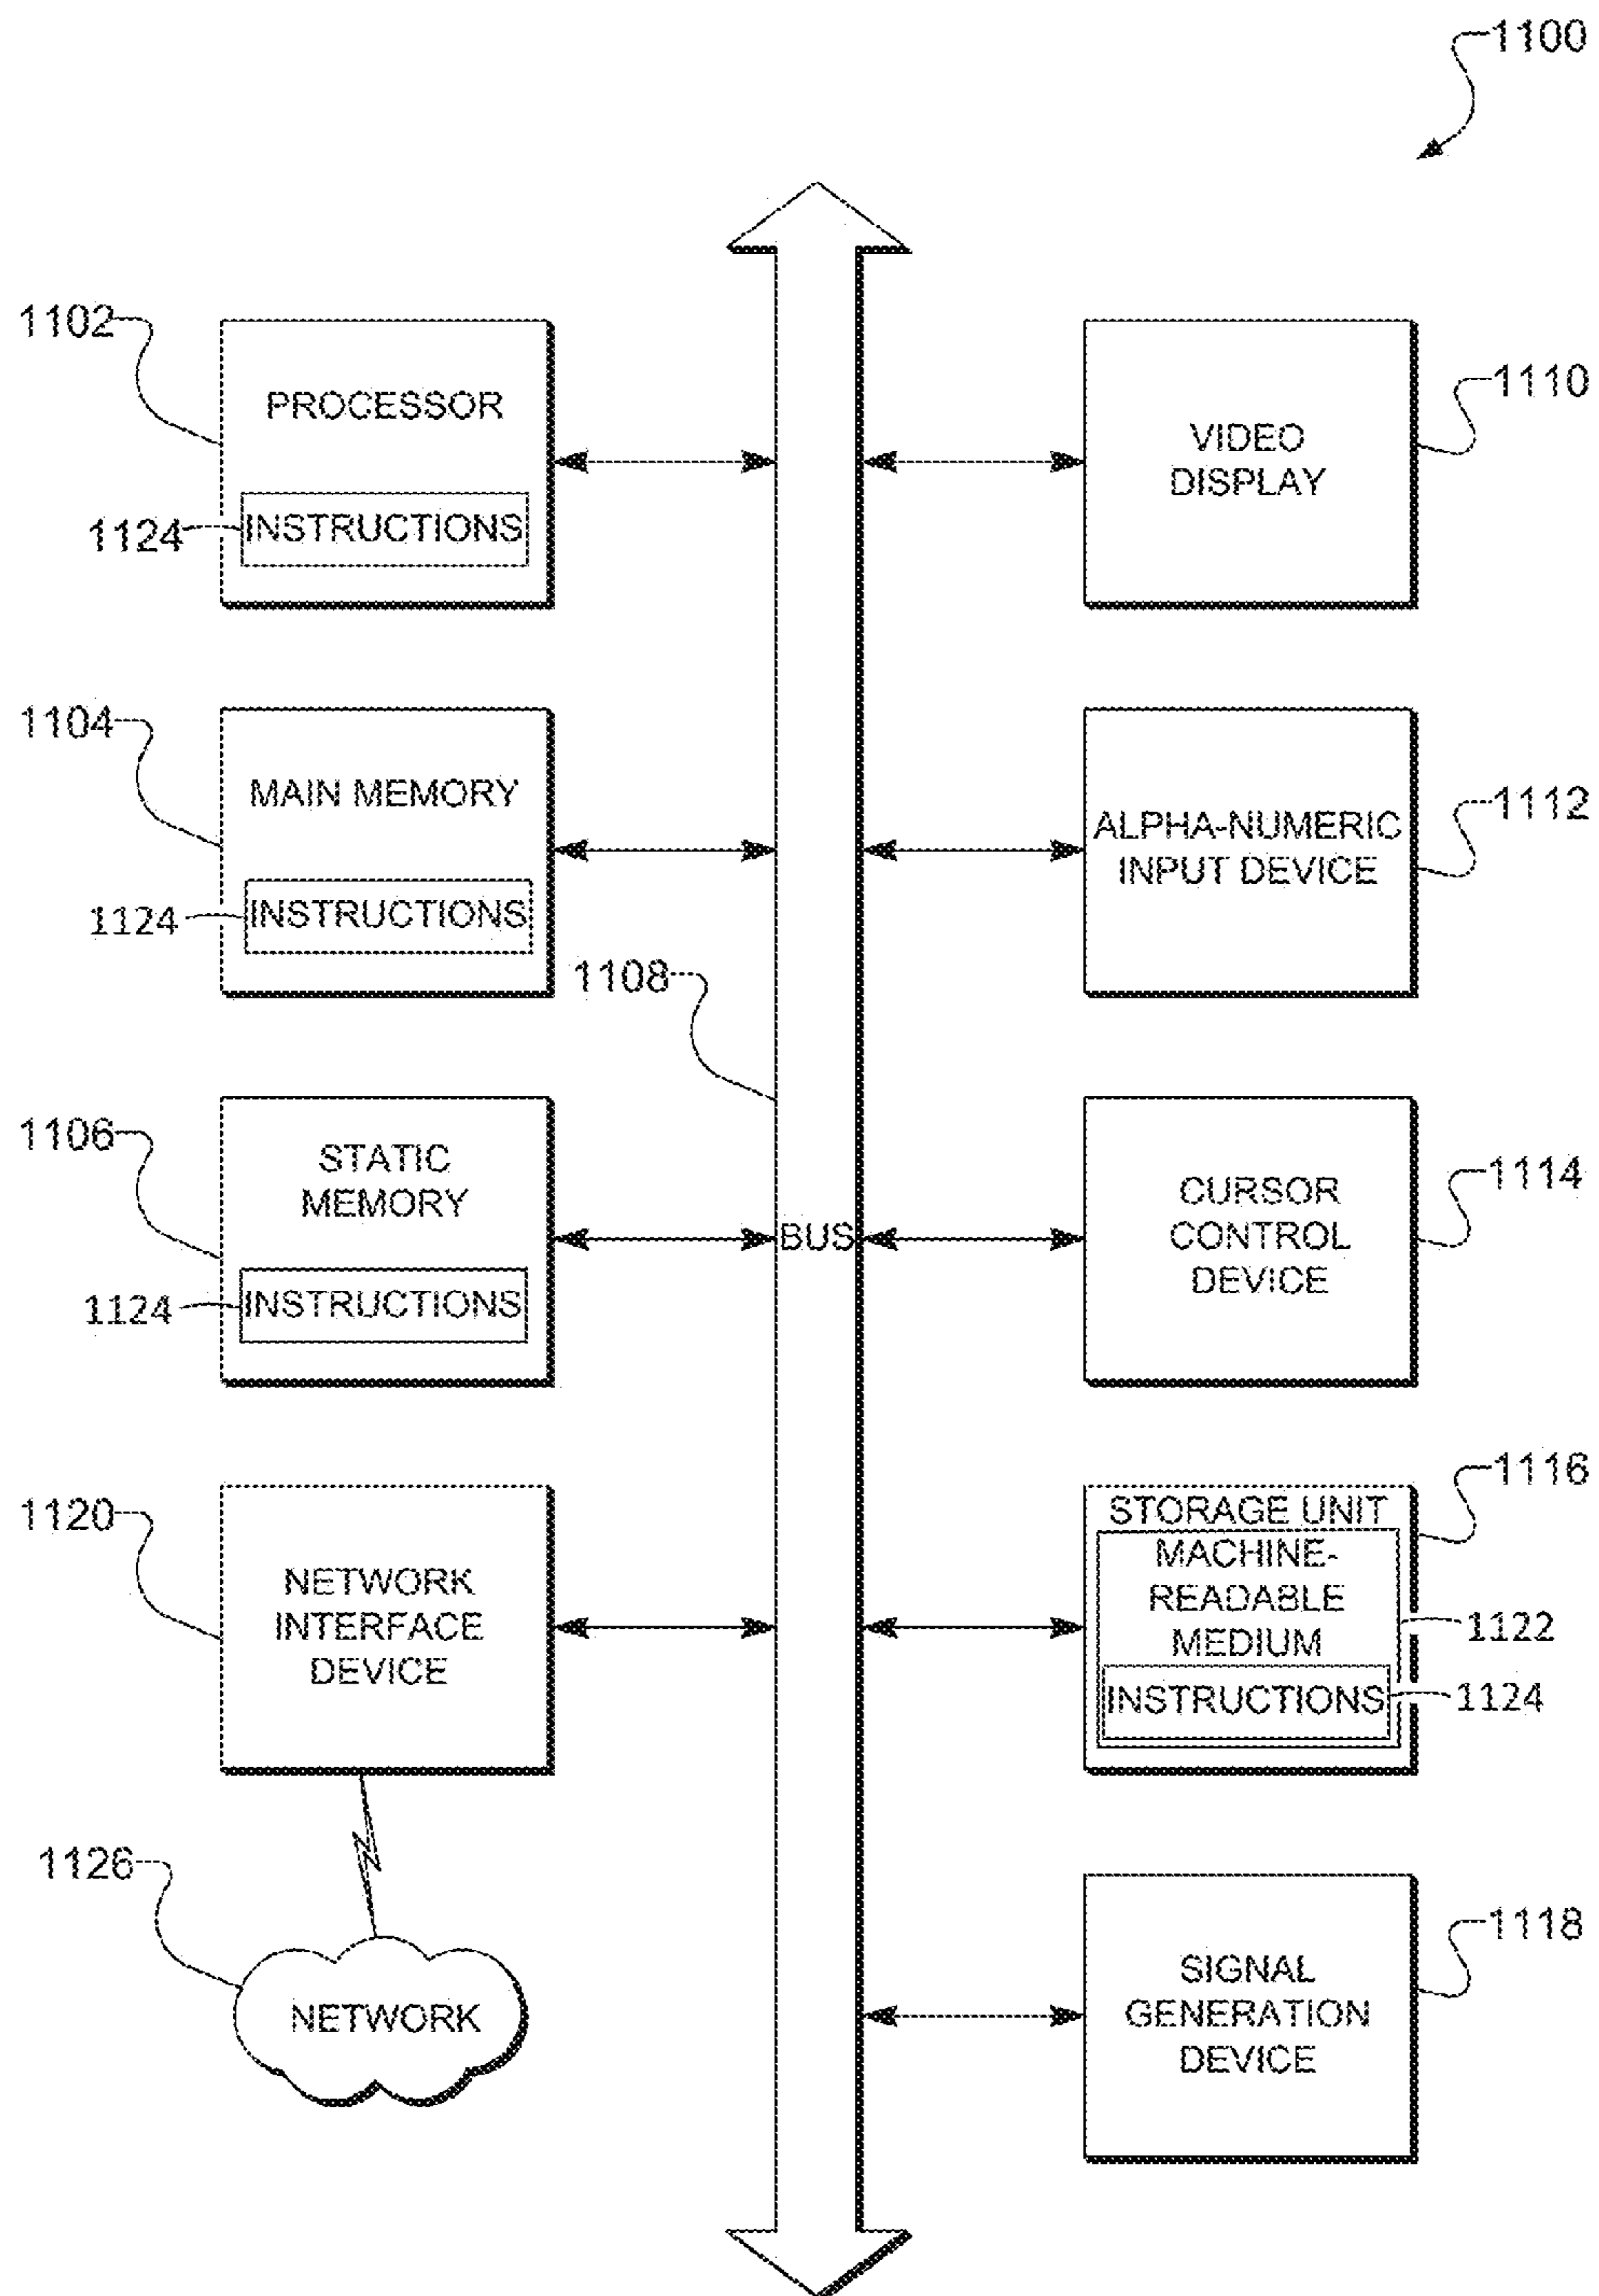 1100
1102
PROCESSOR
1124
INSTRUCTIONS
1110
VIDEO
DISPLAY
1104
MAIN MEMORY
1124
INSTRUCTIONS
1112
ALPHA-NUMERIC
INPUT DEVICE
1108
BUS
1106
STATIC
MEMORY
1124
INSTRUCTIONS
1114
CURSOR
CONTROL
DEVICE
1120
NETWORK
INTERFACE
DEVICE
1116
STORAGE UNIT
MACHINE-
READABLE
MEDIUM
1122
INSTRUCTIONS
1124
1126
NETWORK
1118
SIGNAL
GENERATION
DEVICE